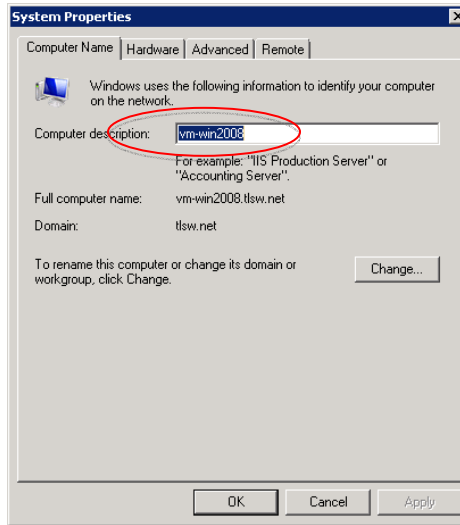 System Properties
Computer Name Hardware Advanced Remote
Windows uses the following information to identify your computer
on the network.
Computer description: vm-win2008
For example: "IIS Production Server" or
"Accounting Server".
Full computer name: vm-win2008.tlsw.net
Domain: tlsw.net
To rename this computer or change its domain or
workgroup, click Change.
Change...
OK Cancel Apply